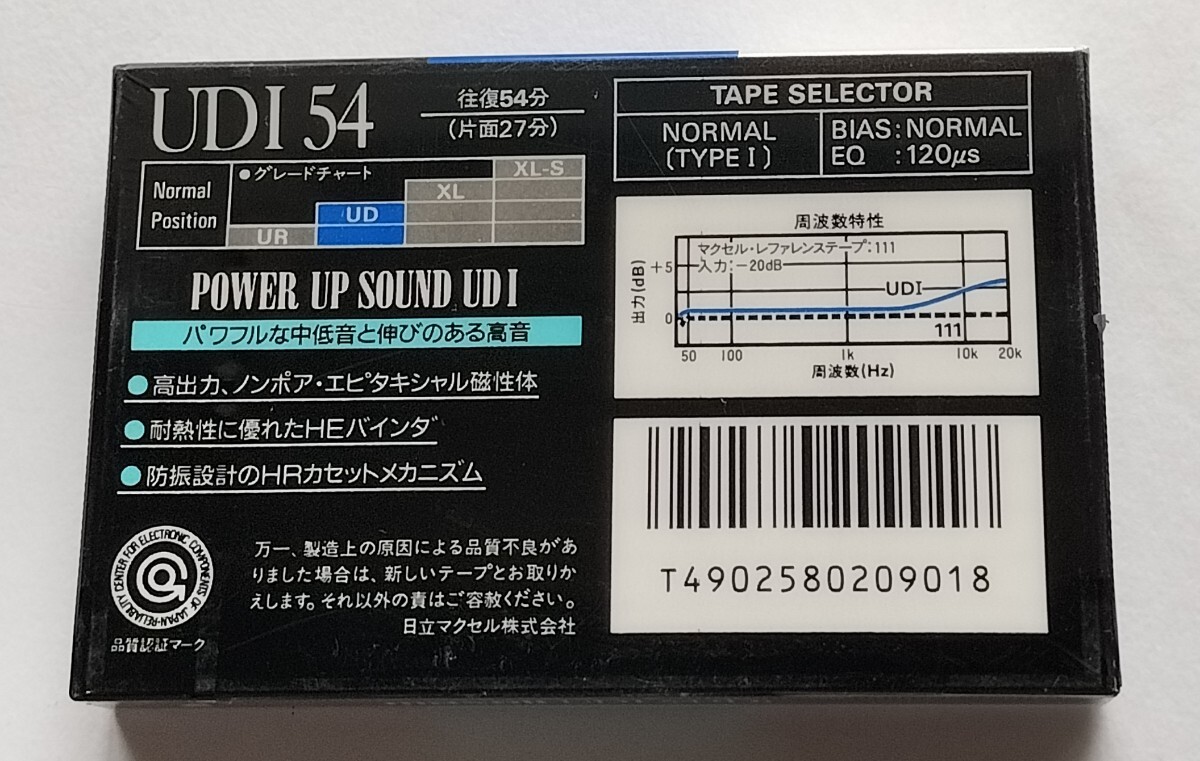 UDI 54
往復54分
(片面27分)
Normal
Position
●グレードチャート
XL-S
XL
UD
UR
POWER UP SOUND UDI
パワフルな中低音と伸びのある高音
●高出力、ノンポア・エピタキシャル磁性体
●耐熱性に優れたHEバインダ
●防振設計のHRカセットメカニズム
RELIABILITY CENTER FOR ELECTRONIC COMPONENTS OF JAPAN
品質認証マーク
万一、製造上の原因による品質不良があ
りました場合は、新しいテープとお取りか
えします。それ以外の責はご容赦ください。
日立マクセル株式会社
TAPE SELECTOR
NORMAL
(TYPE I)
BIAS:NORMAL
EQ :120μs
周波数特性
マクセル・レファレンステープ:111
入力:-20dB
出力(dB)
+5
0
UDI
111
50 100 1k 10k 20k
周波数(Hz)
T4902580209018